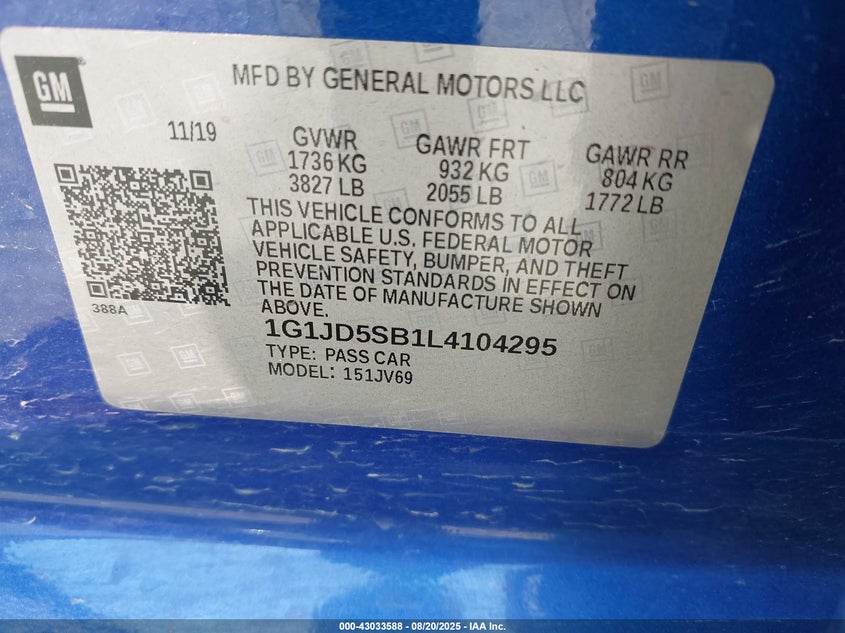 GM
MFD BY GENERAL MOTORS LLC
11/19
GVWR
1736 KG
3827 LB
GAWR FRT
932 KG
2055 LB
GAWR RR
804 KG
1772 LB
THIS VEHICLE CONFORMS TO ALL
APPLICABLE U.S. FEDERAL MOTOR
VEHICLE SAFETY, BUMPER, AND THEFT
PREVENTION STANDARDS IN EFFECT ON
THE DATE OF MANUFACTURE SHOWN
ABOVE.
388A
1G1JD5SB1L4104295
TYPE: PASS CAR
MODEL: 151JV69
000-43033588 - 08/20/2025 - IAA Inc.